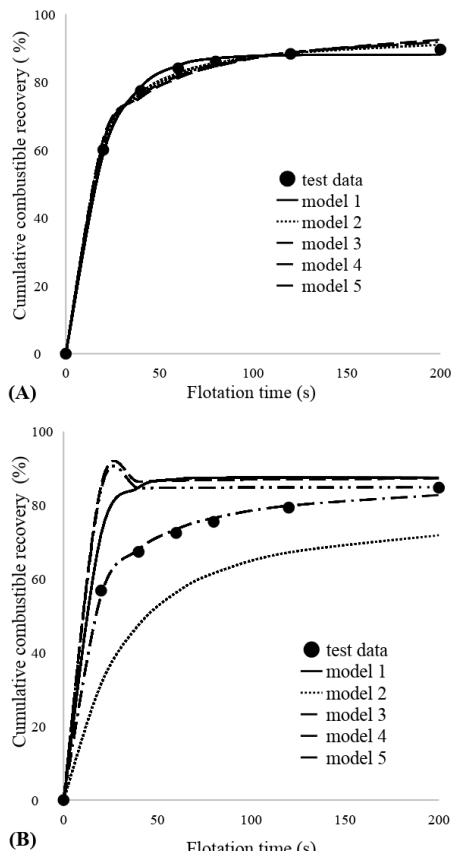 100
80
60
40
20
0
Cumulative combustible recovery ( %)
test data
model 1
model 2
model 3
model 4
model 5
0
50
100
150
200
(A)
Flotation time (s)
100
80
60
40
20
0
Cumulative combustible recovery (%)
test data
model 1
model 2
model 3
model 4
model 5
0
50
100
150
200
(B)
Flotation time (s)